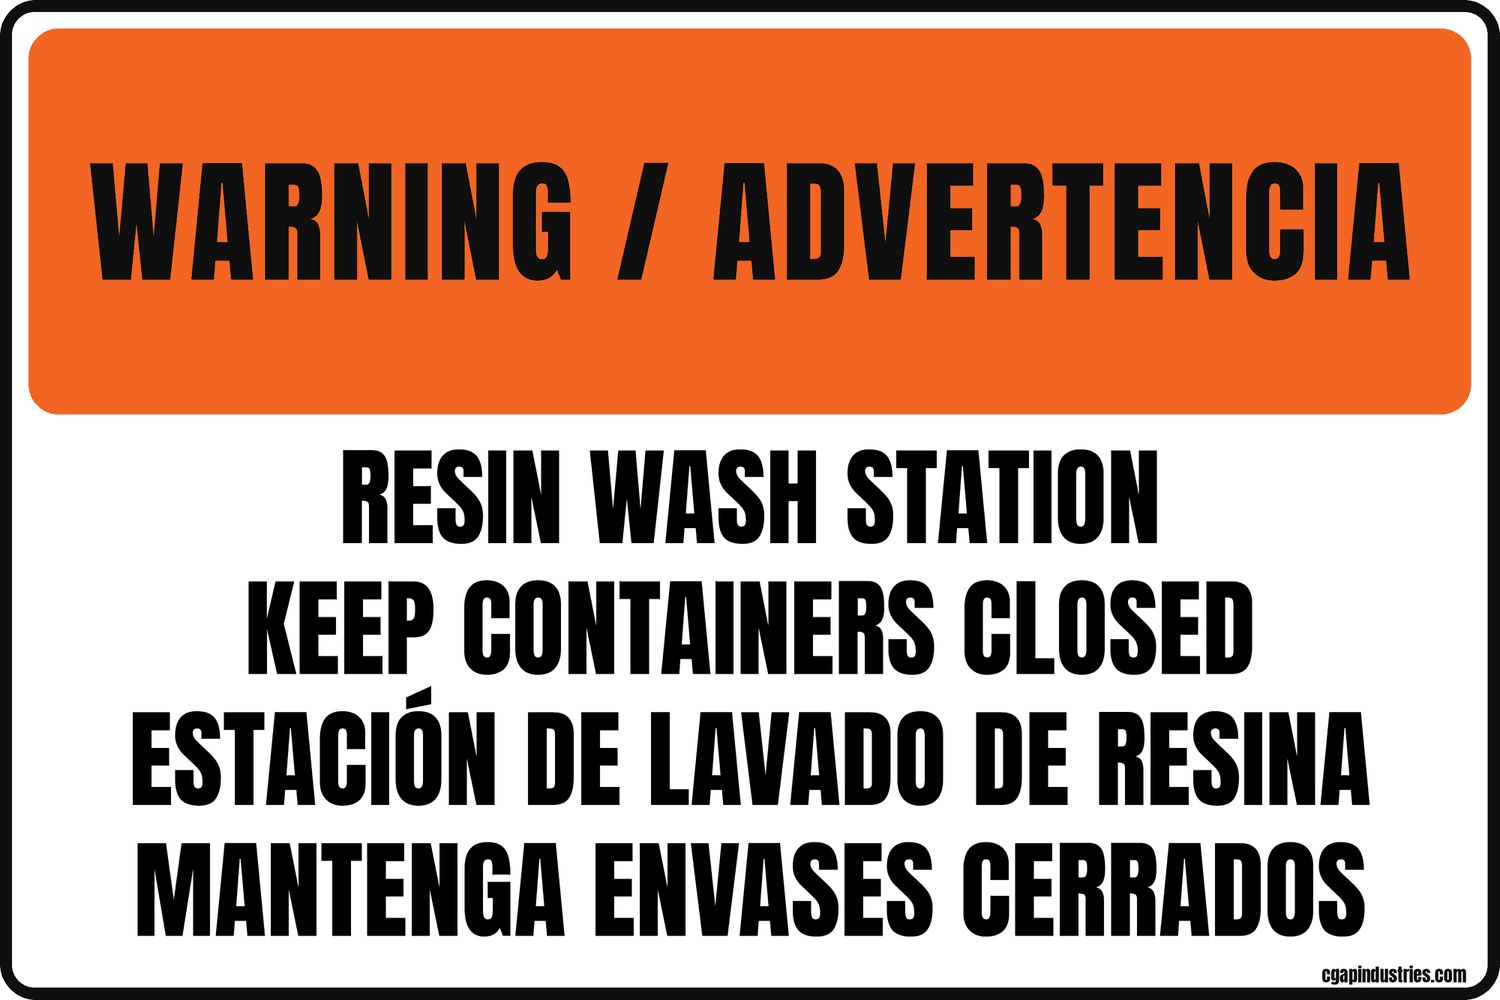 WARNING / ADVERTENCIA
RESIN WASH STATION
KEEP CONTAINERS CLOSED
ESTACIÓN DE LAVADO DE RESINA
MANTENGA ENVASES CERRADOS
cgapindustries.com